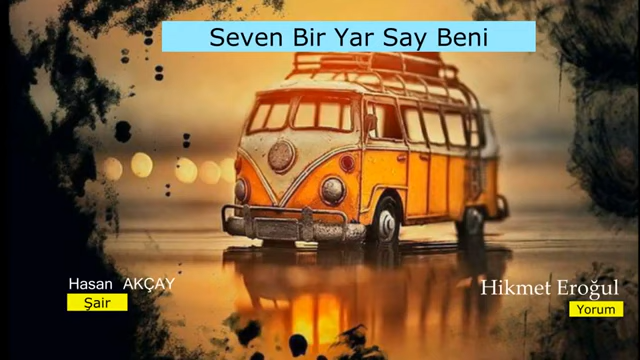 Seven Bir Yar Say Beni
Hasan AKÇAY
Şair
Hikmet Eroğul
Yorum